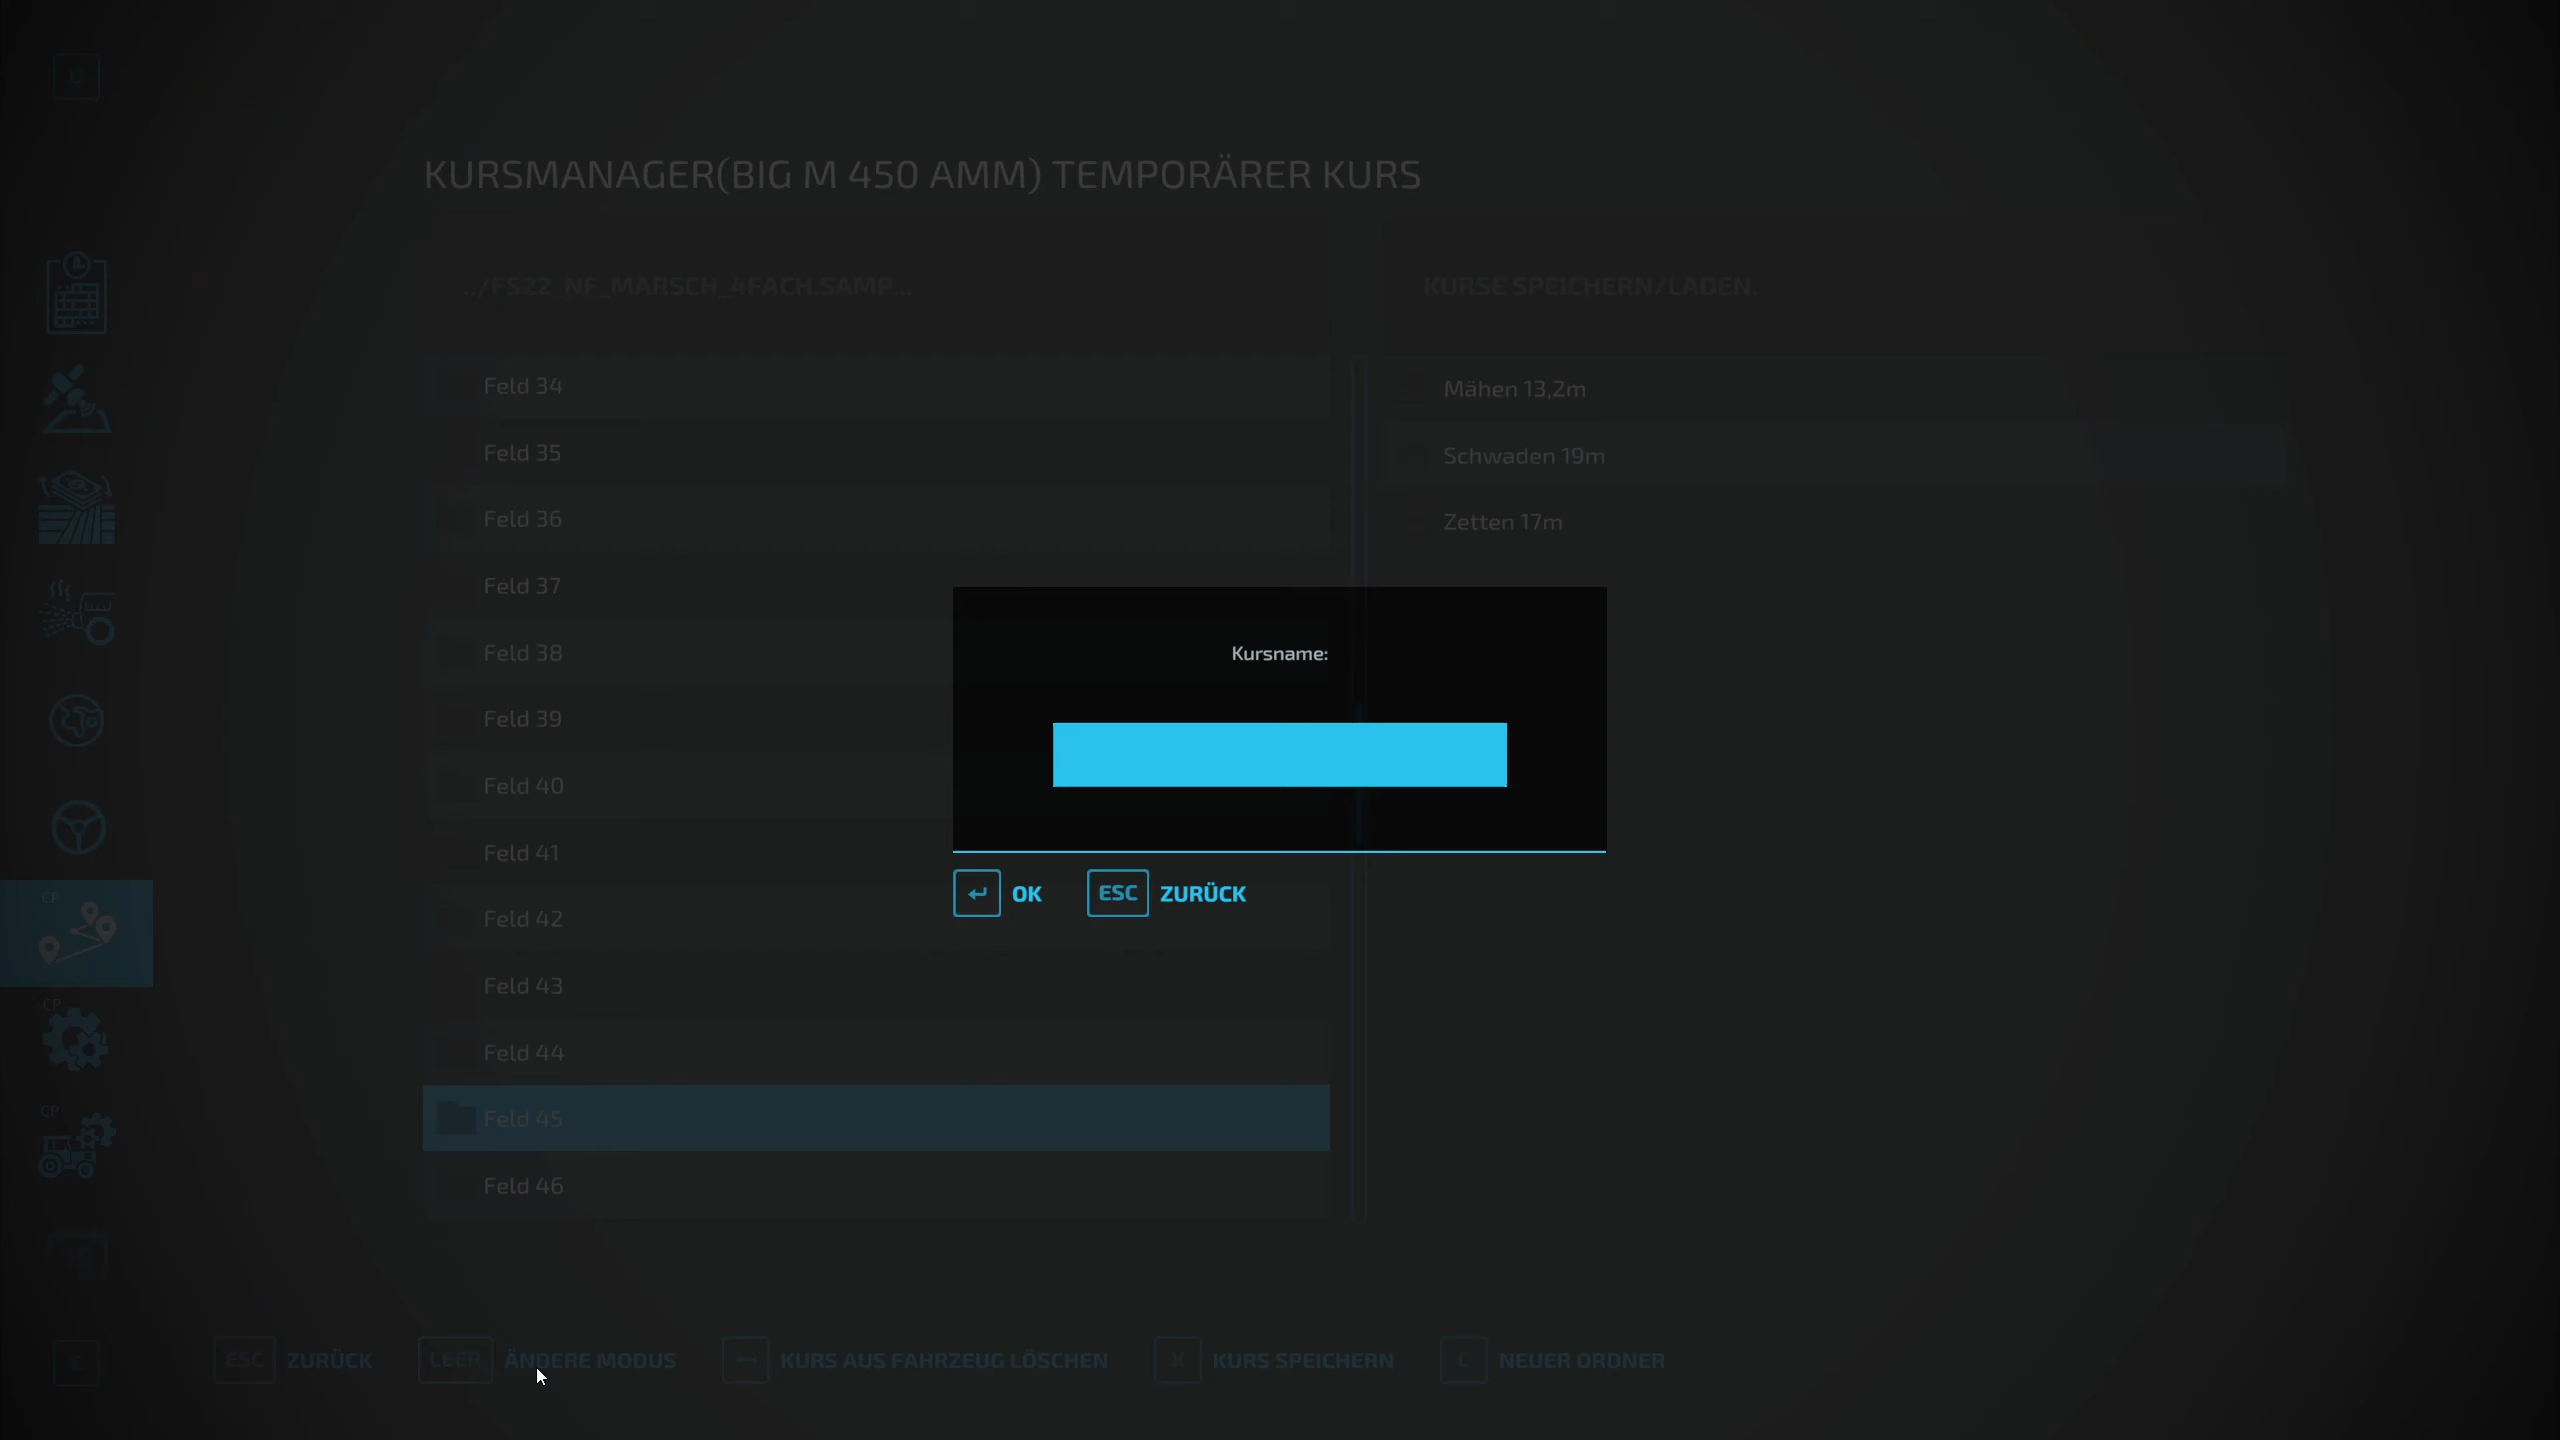 Q
KURSMANAGER(BIG M 450 AMM) TEMPORÄRER KURS
../FS22_NF_MARSCH_4FACH.SAMP...
KURSE SPEICHERN/LADEN.
Feld 34
Feld 35
Feld 36
Feld 37
Feld 38
Feld 39
Feld 40
Feld 41
Feld 42
Feld 43
Feld 44
Feld 45
Feld 46
Mähen 13,2m
Schwaden 19m
Zetten 17m
Kursname:
OK
ESC ZURÜCK
CP
CP
CP
E
ESC ZURÜCK LEER ÄNDERE MODUS KURS AUS FAHRZEUG LÖSCHEN X KURS SPEICHERN C NEUER ORDNER